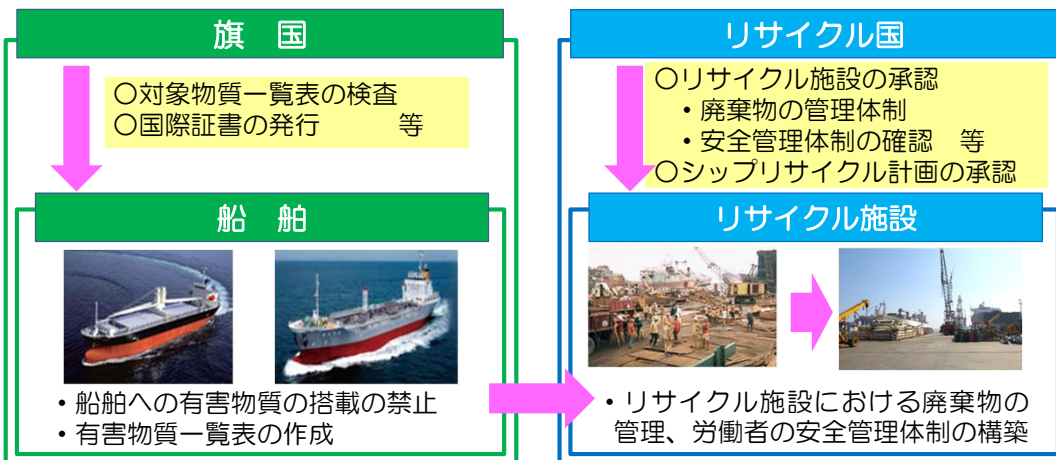 旗　国
〇対象物質一覧表の検査
〇国際証書の発行　　　等
船　舶
・船舶への有害物質の搭載の禁止
・有害物質一覧表の作成
リサイクル国
〇リサイクル施設の承認
・廃棄物の管理体制
・安全管理体制の確認　等
〇シップリサイクル計画の承認
リサイクル施設
・リサイクル施設における廃棄物の
管理、労働者の安全管理体制の構築